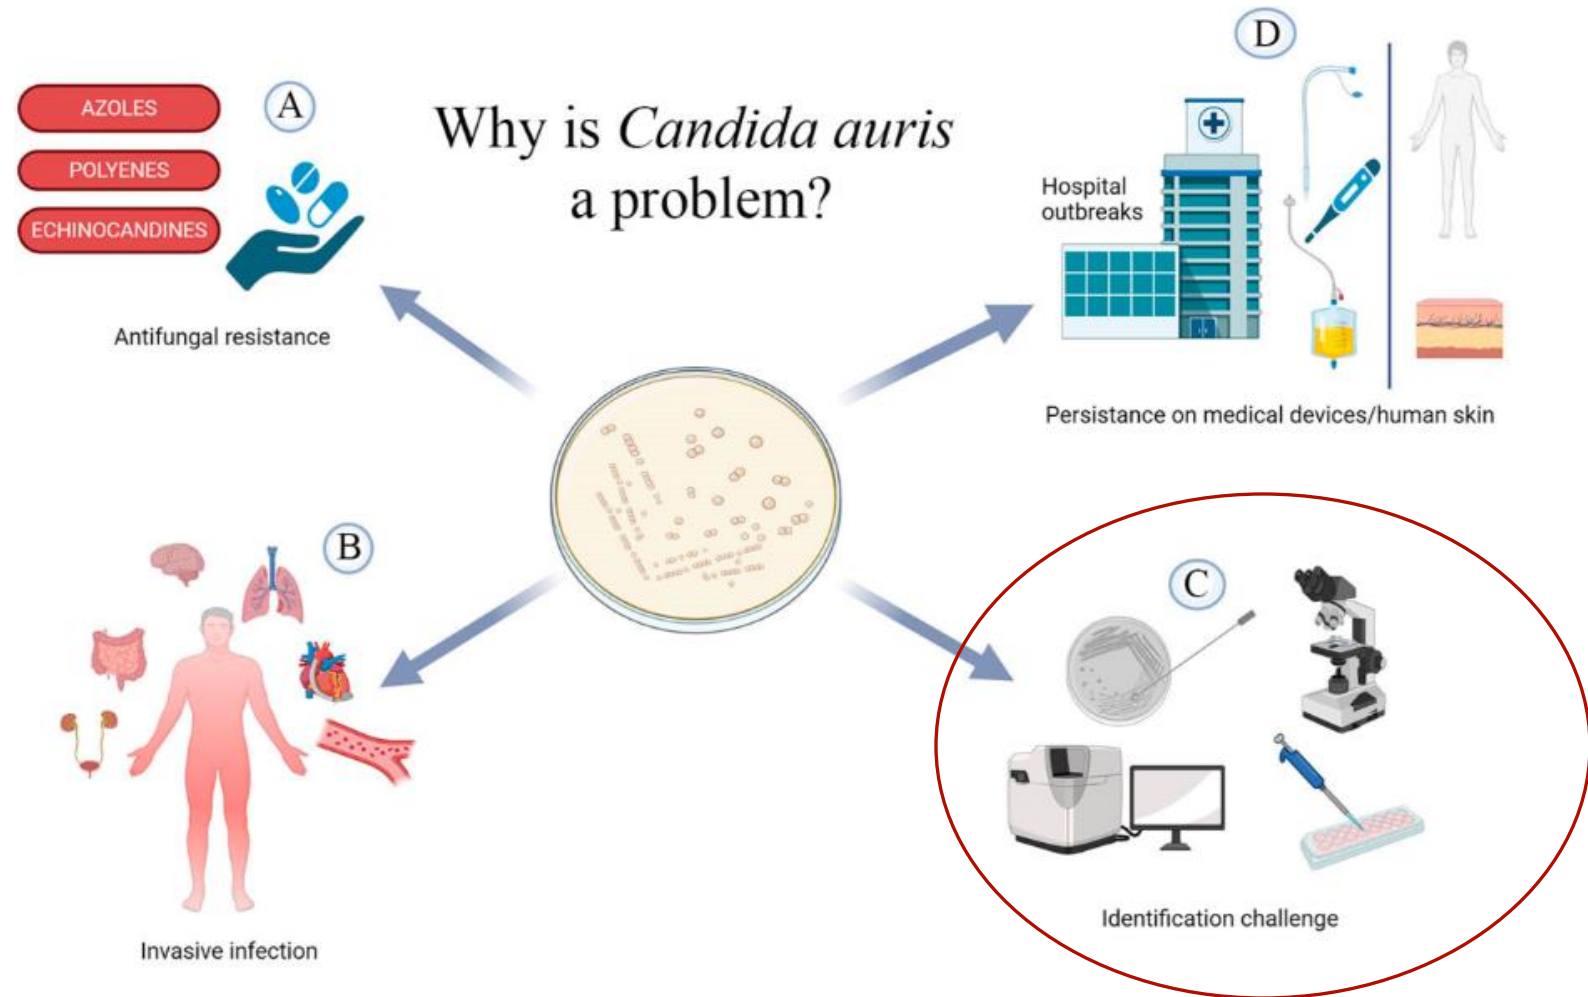 Why is Candida auris
a problem?
A
AZOLES
POLYENES
ECHINOCANDINES
Antifungal resistance
D
Hospital
outbreaks
Persistance on medical devices/human skin
B
Invasive infection
C
Identification challenge